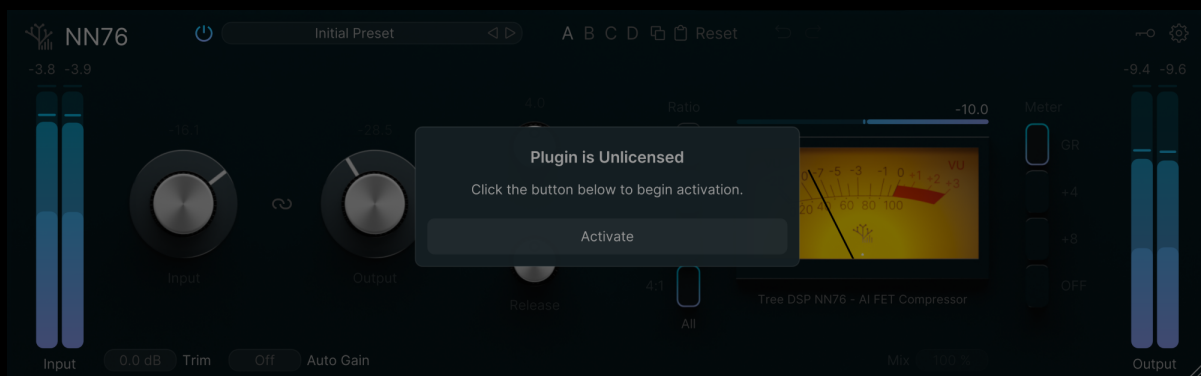 NN76
Initial Preset
A B C D Reset
-3.8 -3.9
-9.4 -9.6
4.0
Ratio
-10.0
Meter
-18.1
-28.5
GR
Plugin is Unlicensed
Click the button below to begin activation.
Activate
-7 -5 -3 -1 0 +1 +2 +3
VU
20 40 60 80 100
+4
+8
Input
Output
Release
4:1
OFF
Tree DSP NN76 - AI FET Compressor
All
Input
0.0 dB Trim
Off Auto Gain
Mix 100 %
Output